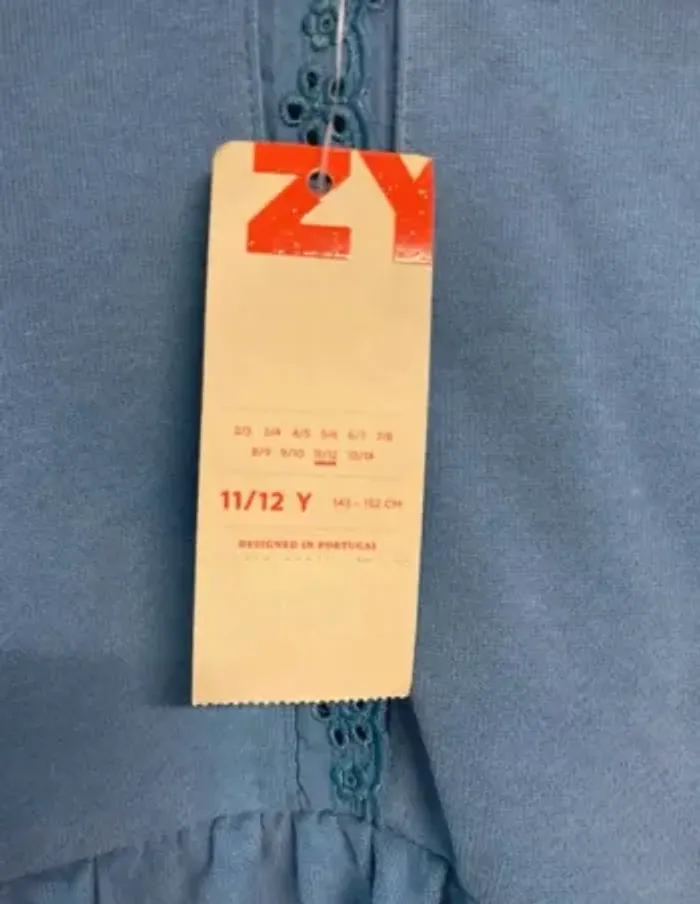 ZY
2/3 3/4 4/5 5/6 6/7 7/8
8/9 9/10 11/12 13/14
11/12 Y 145 - 152 CM
DESIGNED IN PORTUGAL